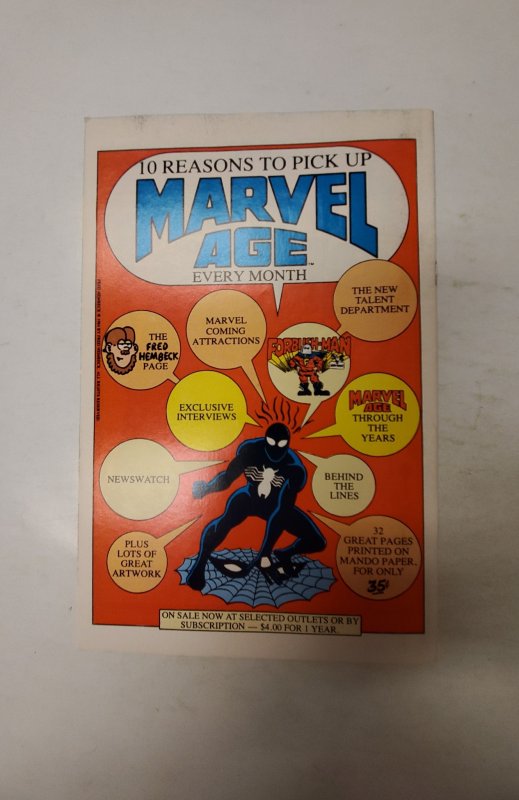 10 REASONS TO PICK UP
MARVEL
AGE™
EVERY MONTH
THE NEW
TALENT
DEPARTMENT
MARVEL
COMING
ATTRACTIONS
THE
FRED
HEMBECK
PAGE
FORBUSH-MAN
EXCLUSIVE
INTERVIEWS
MARVEL
AGE
THROUGH
THE
YEARS
NEWSWATCH
BEHIND
THE
LINES
PLUS
LOTS OF
GREAT
ARTWORK
32
GREAT PAGES
PRINTED ON
MANDO PAPER,
FOR ONLY
35¢
ON SALE NOW AT SELECTED OUTLETS OR BY
SUBSCRIPTION — $4.00 FOR 1 YEAR.